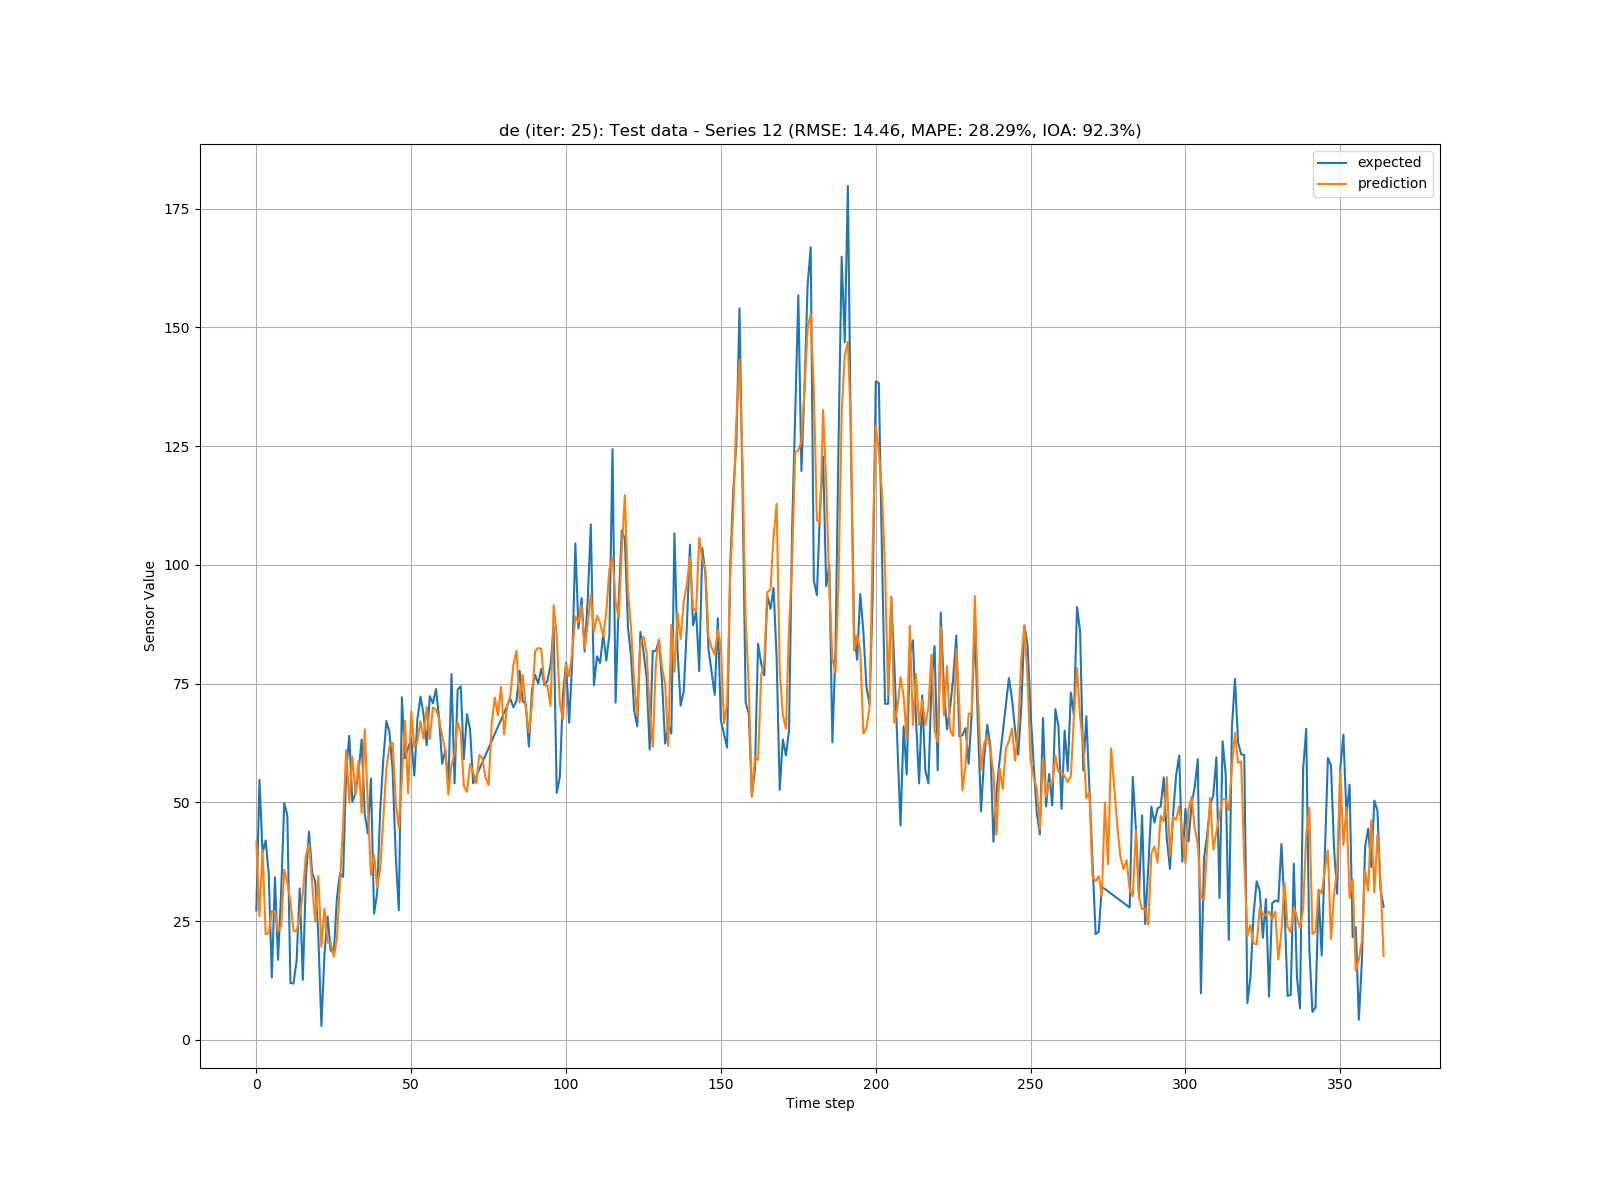 de (iter: 25): Test data - Series 12 (RMSE: 14.46, MAPE: 28.29%, IOA: 92.3%)
expected
prediction
175
150
125
100
75
50
25
0
Sensor Value
0 50 100 150 200 250 300 350
Time step